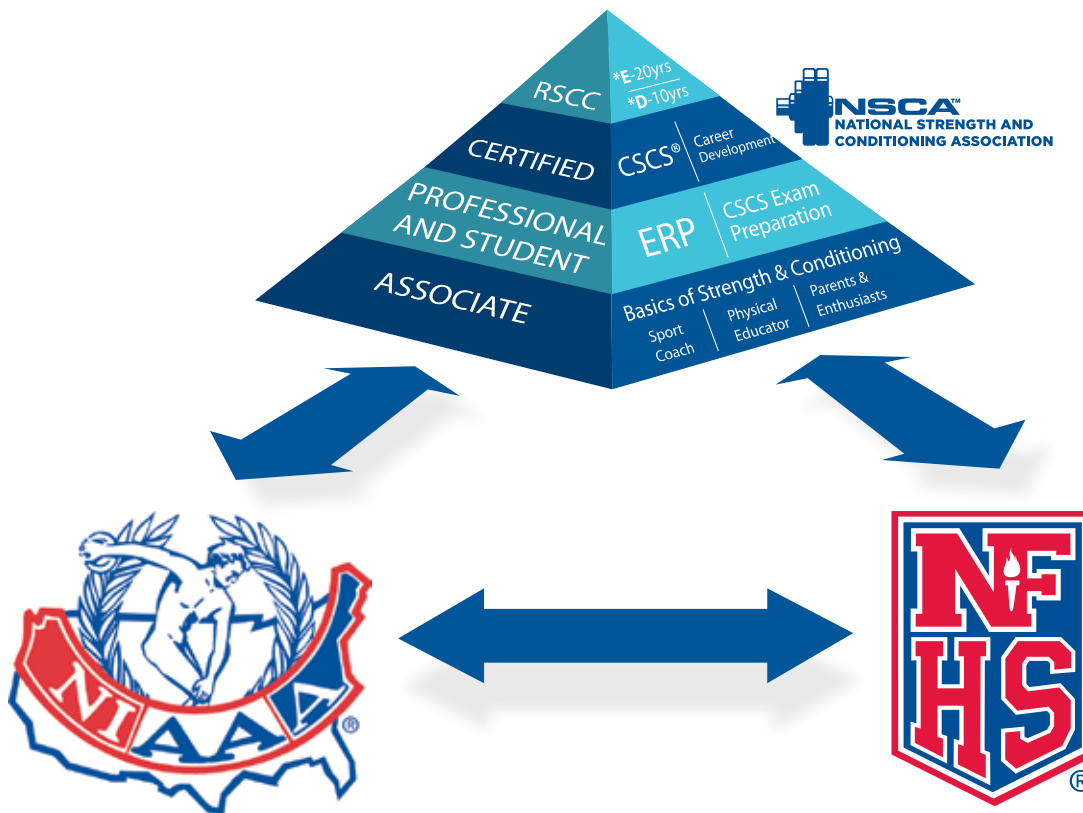 RSCC
*E-20yrs
*D-10yrs
CERTIFIED
CSCS®
Career
Development
NSCA™
NATIONAL STRENGTH AND
CONDITIONING ASSOCIATION
PROFESSIONAL
AND STUDENT
ERP
CSCS Exam
Preparation
ASSOCIATE
Basics of Strength & Conditioning
Sport
Coach
Physical
Educator
Parents &
Enthusiasts
NIAAA®
NF
HS®